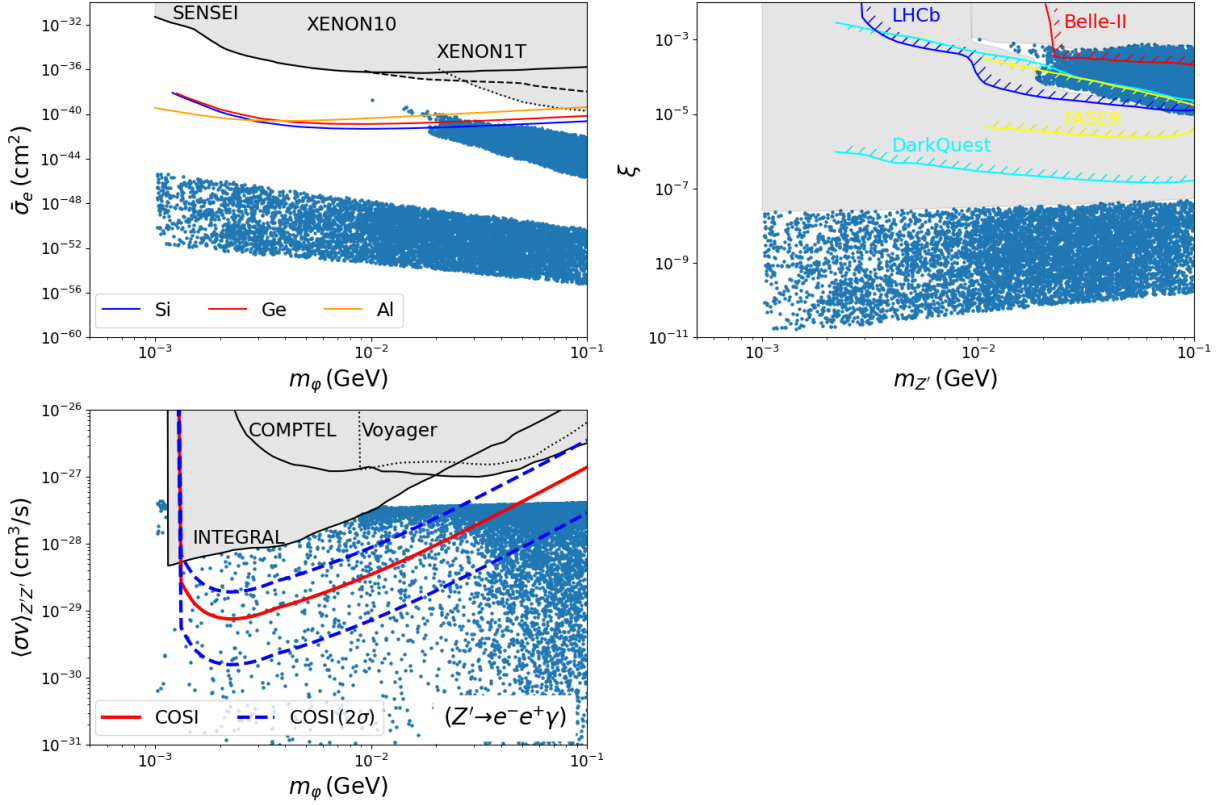 SENSEI
XENON10
XENON1T
10⁻³²
10⁻³⁶
10⁻⁴⁰
10⁻⁴⁴
10⁻⁴⁸
10⁻⁵²
10⁻⁵⁶
10⁻⁶⁰
σ̄ₑ (cm²)
Si Ge Al
10⁻³ 10⁻² 10⁻¹
m_φ (GeV)
LHCb
Belle-II
FASER
DarkQuest
10⁻³
10⁻⁵
10⁻⁷
10⁻⁹
10⁻¹¹
ξ
10⁻³ 10⁻² 10⁻¹
m_Z′ (GeV)
COMPTEL Voyager
INTEGRAL
10⁻²⁶
10⁻²⁷
10⁻²⁸
10⁻²⁹
10⁻³⁰
10⁻³¹
⟨σv⟩_Z′Z′ (cm³/s)
COSI COSI (2σ) (Z′→e⁻e⁺γ)
10⁻³ 10⁻² 10⁻¹
m_φ (GeV)